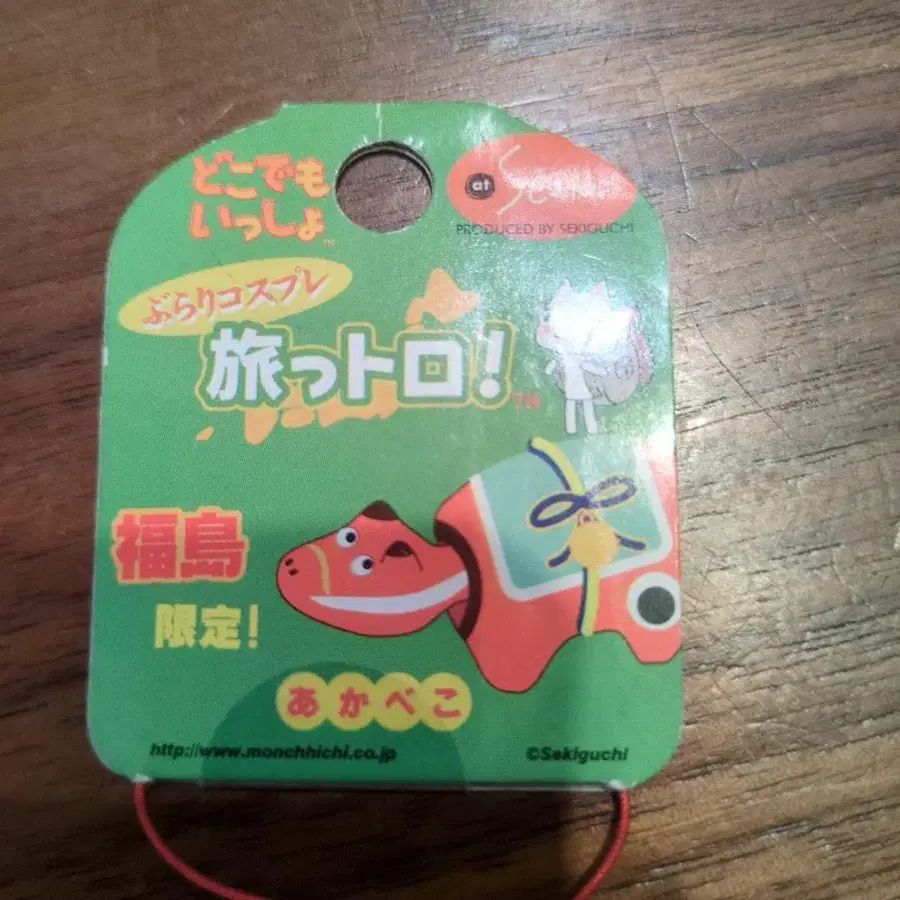 どこでも
いっしょ
TM
at
PRODUCED BY SEKIGUCHI
ぶらりコスプレ
旅っトロ!
TM
福島
限定!
あかべこ
http://www.monchhichi.co.jp
©Sekiguchi